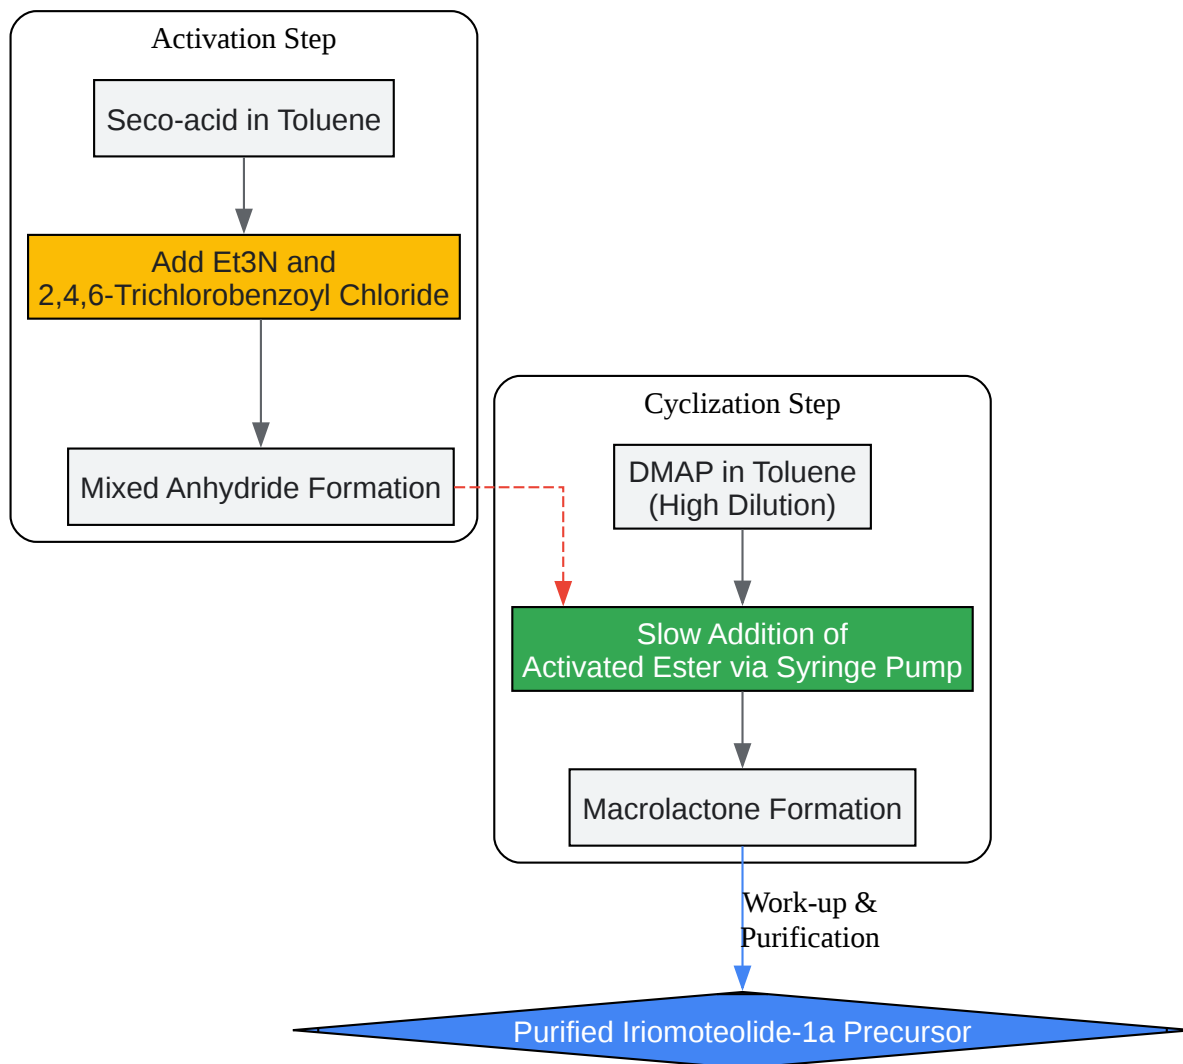 Activation Step
Seco-acid in Toluene
Add Et3N and
2,4,6-Trichlorobenzoyl Chloride
Mixed Anhydride Formation
Cyclization Step
DMAP in Toluene
(High Dilution)
Slow Addition of
Activated Ester via Syringe Pump
Macrolactone Formation
Work-up &
Purification
Purified Iriomoteolide-1a Precursor